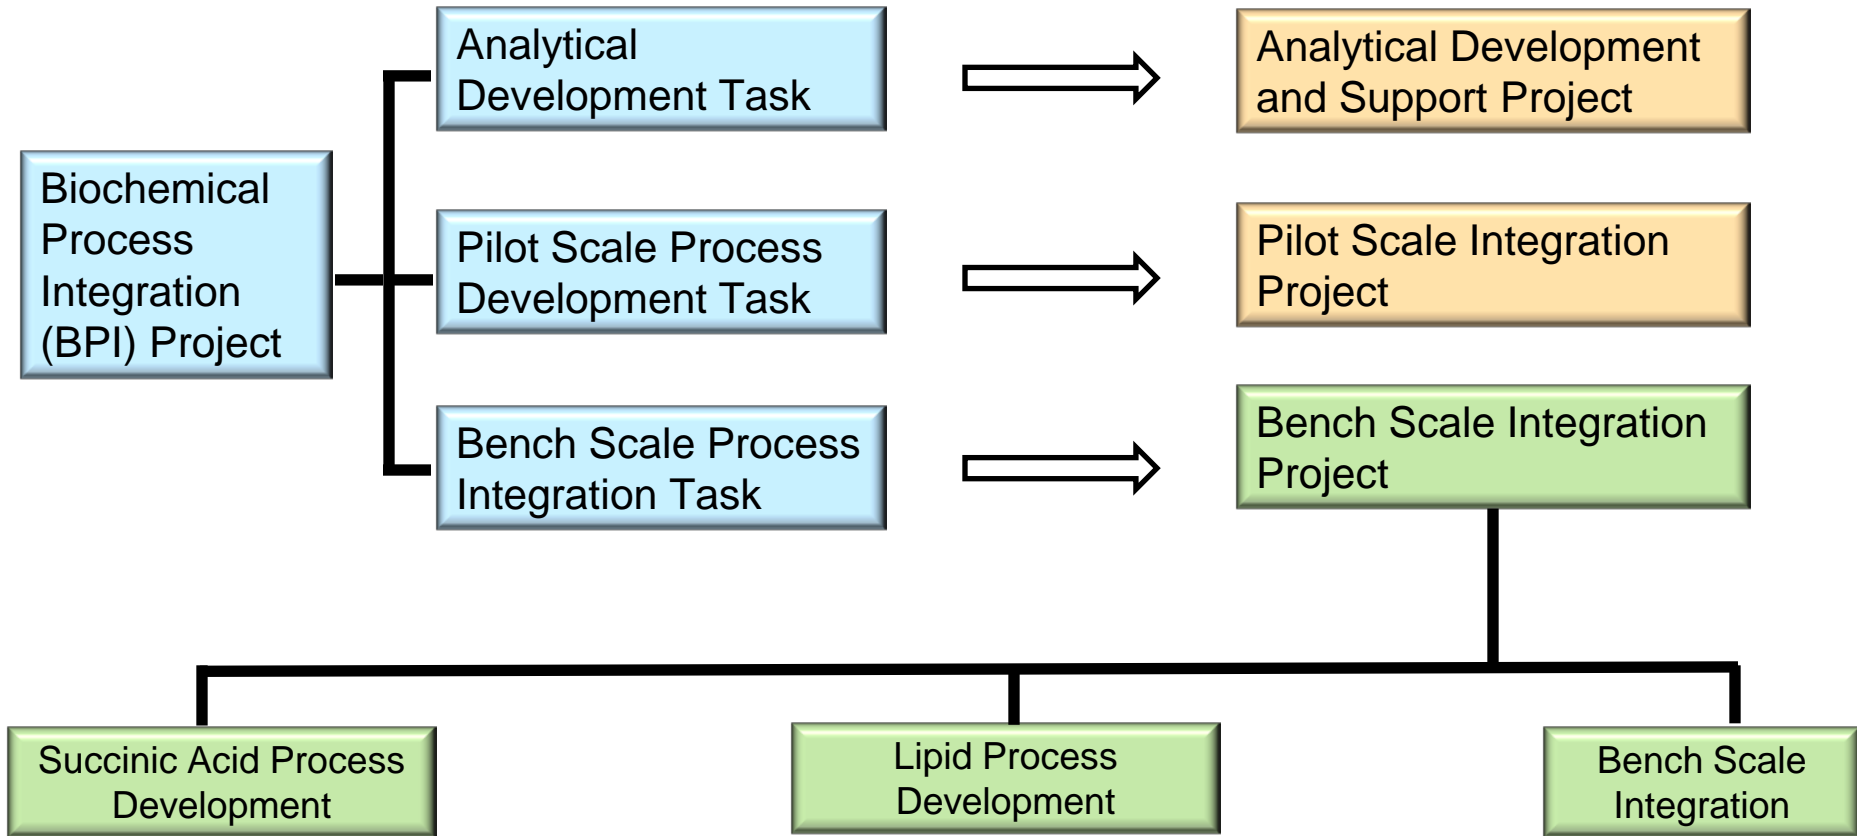 Analytical
Development Task
Analytical Development
and Support Project
Biochemical
Process
Integration
(BPI) Project
Pilot Scale Process
Development Task
Pilot Scale Integration
Project
Bench Scale Process
Integration Task
Bench Scale Integration
Project
Succinic Acid Process
Development
Lipid Process
Development
Bench Scale
Integration